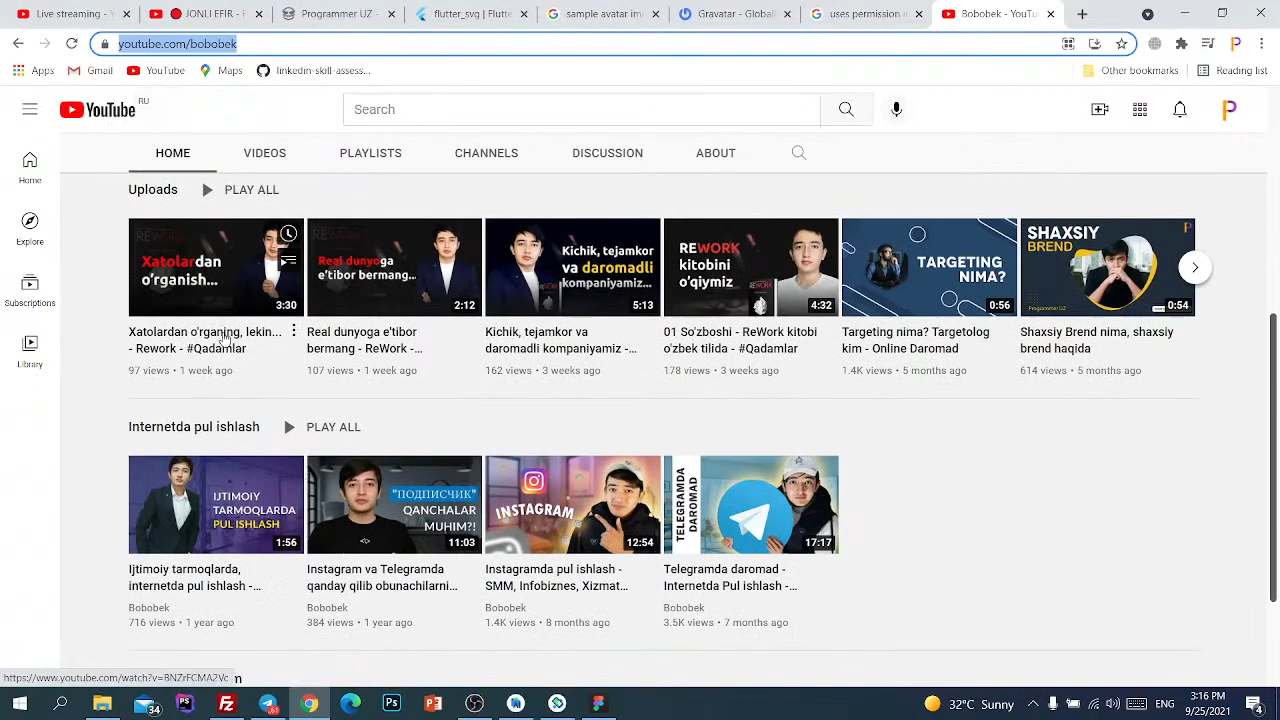 Live streaming
JONLI EFIR - F
Programmer UZ
flutter_svg | Flutte
sample avatar im
Grant — Globalh
uses permission
Bobobek - YouTu
youtube.com/bobobek
Apps
Gmail
YouTube
Maps
linkedin-skill-assess...
Other bookmarks
Reading list
YouTube
RU
Search
HOME
VIDEOS
PLAYLISTS
CHANNELS
DISCUSSION
ABOUT
Home
Explore
Subscriptions
Library
Uploads
PLAY ALL
REWORK
Xatolardan
o'rganish...
3:30
Real dunyoga
e'tibor bermang...
2:12
Kichik, tejamkor
va daromadli
kompaniyamiz...
5:13
REWORK
kitobini
o'qiymiz
4:32
TARGETING
NIMA?
0:56
SHAXSIY
BREND
0:54
Xatolardan o'rganing, lekin...
- Rework - #Qadamlar
97 views • 1 week ago
Real dunyoga e'tibor
bermang - ReWork -...
107 views • 1 week ago
Kichik, tejamkor va
daromadli kompaniyamiz -...
162 views • 3 weeks ago
01 So'zboshi - ReWork kitobi
o'zbek tilida - #Qadamlar
178 views • 3 weeks ago
Targeting nima? Targetolog
kim - Online Daromad
1.4K views • 5 months ago
Shaxsiy Brend nima, shaxsiy
brend haqida
614 views • 5 months ago
Internetda pul ishlash
PLAY ALL
IJTIMOIY
TARMOQLARDA
PUL ISHLASH
1:56
"ПОДПИСЧИК"
QANCHALAR
MUHIM?!
11:03
INSTAGRAM
12:54
TELEGRAMDA
DAROMAD
17:17
Ijtimoiy tarmoqlarda,
internetda pul ishlash -...
Bobobek
716 views • 1 year ago
Instagram va Telegramda
qanday qilib obunachilarni...
Bobobek
384 views • 1 year ago
Instagramda pul ishlash -
SMM, Infobiznes, Xizmat...
Bobobek
1.4K views • 8 months ago
Telegramda daromad -
Internetda Pul ishlash -...
Bobobek
3.5K views • 7 months ago
32°C Sunny
ENG
3:16 PM
9/25/2021